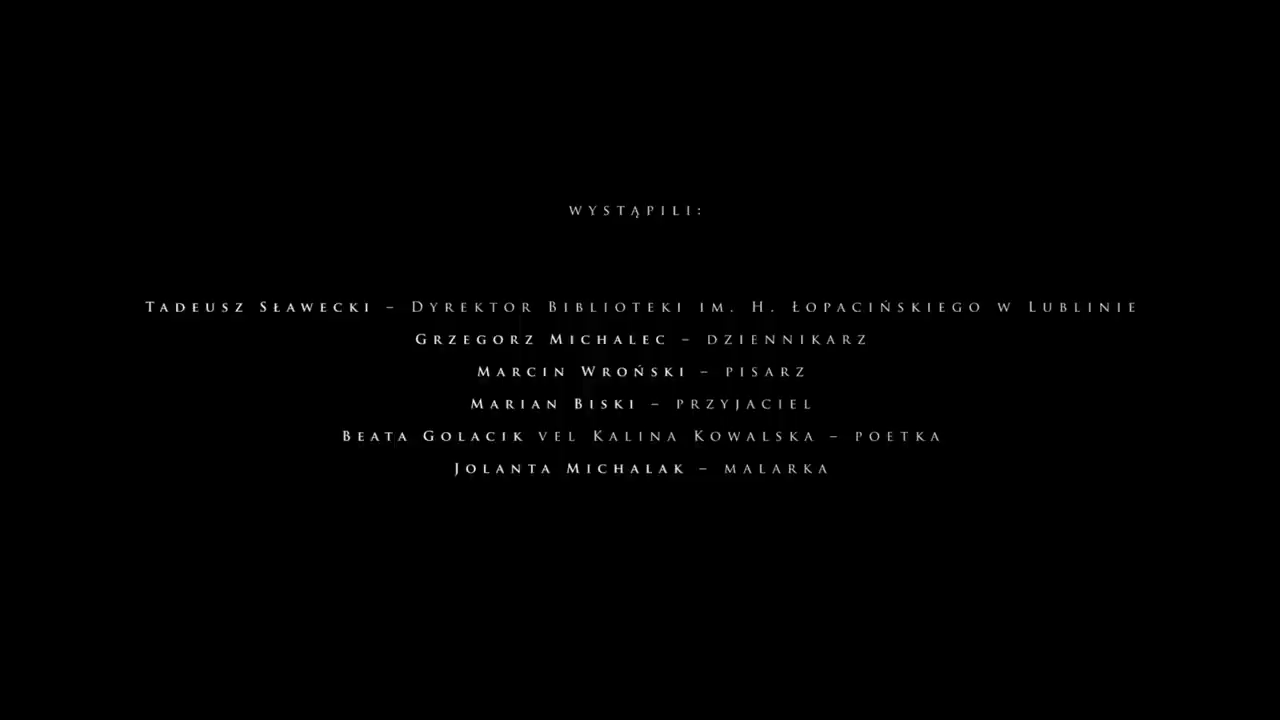 WYSTĄPILI:
TADEUSZ SŁAWECKI – DYREKTOR BIBLIOTEKI IM. H. ŁOPACIŃSKIEGO W LUBLINIE
GRZEGORZ MICHALEC – DZIENNIKARZ
MARCIN WROŃSKI – PISARZ
MARIAN BISKI – PRZYJACIEL
BEATA GOLACIK VEL KALINA KOWALSKA – POETKA
JOLANTA MICHALAK – MALARKA